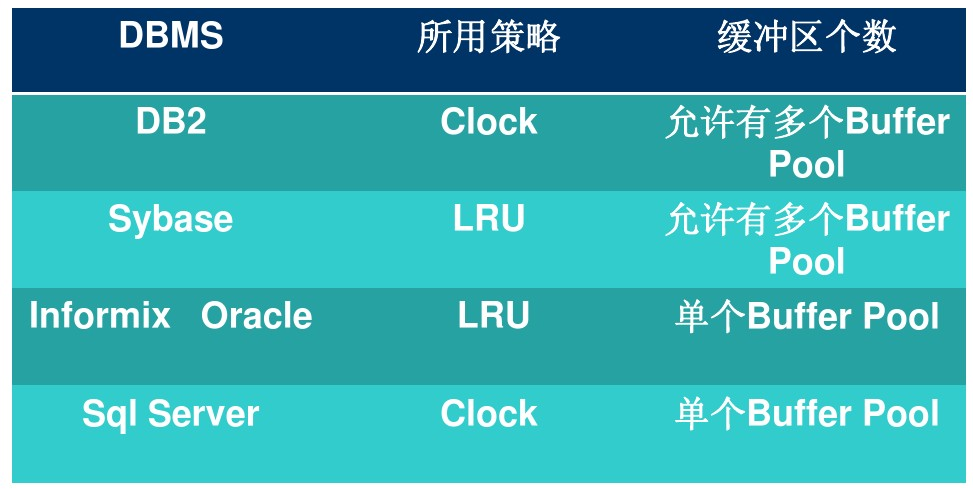 DBMS 所用策略 缓冲区个数
DB2 Clock 允许有多个Buffer
Pool
Sybase LRU 允许有多个Buffer
Pool
Informix Oracle LRU 单个Buffer Pool
Sql Server Clock 单个Buffer Pool